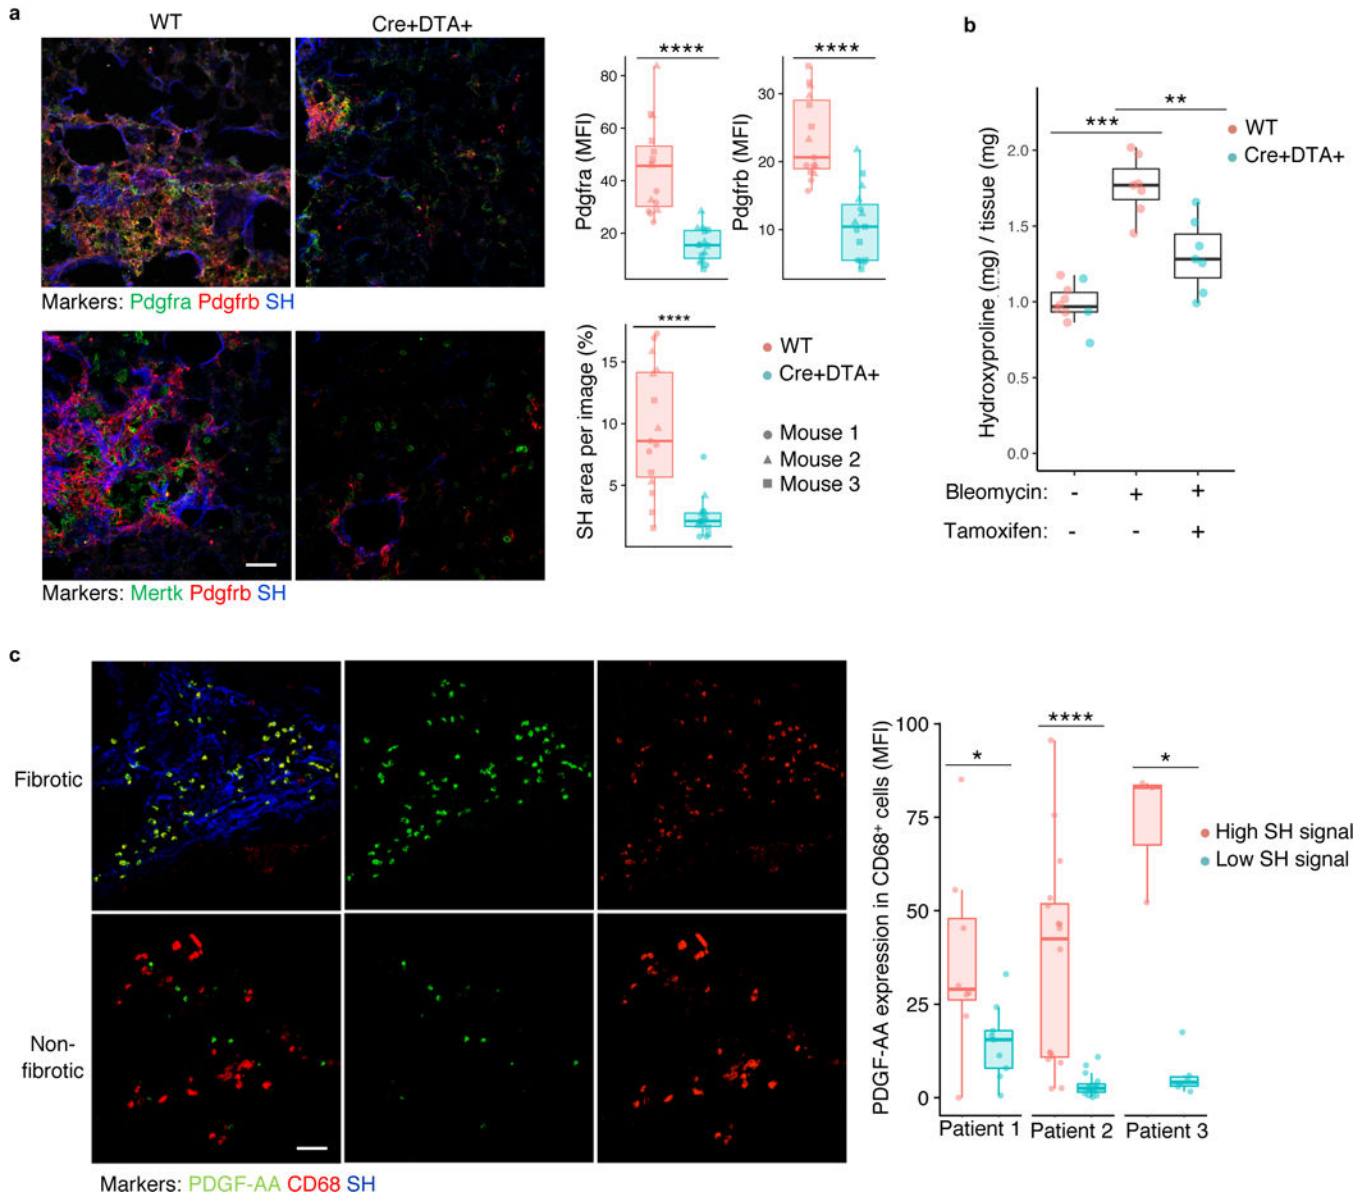 a
WT
Cre+DTA+
Markers: Pdgfra Pdgfrb SH
Markers: Mertk Pdgfrb SH
****
Pdgfra (MFI)
80
60
40
20
****
Pdgfrb (MFI)
30
20
10
****
SH area per image (%)
15
10
5
WT
Cre+DTA+
Mouse 1
Mouse 2
Mouse 3
b
Hydroxyproline (mg) / tissue (mg)
2.0
1.5
1.0
0.5
0.0
***
**
WT
Cre+DTA+
Bleomycin: - + +
Tamoxifen: - - +
c
Fibrotic
Non-
fibrotic
Markers: PDGF-AA CD68 SH
PDGF-AA expression in CD68+ cells (MFI)
100
75
50
25
0
*
****
*
High SH signal
Low SH signal
Patient 1
Patient 2
Patient 3